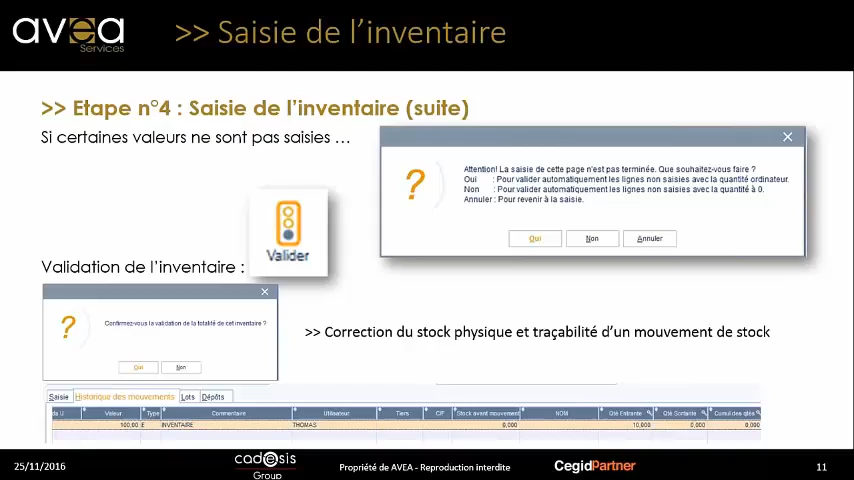 avea
Services
>> Saisie de l’inventaire
>> Etape n°4 : Saisie de l’inventaire (suite)
Si certaines valeurs ne sont pas saisies …
Attention! La saisie de cette page n'est pas terminée. Que souhaitez-vous faire ?
Oui : Pour valider automatiquement les lignes non saisies avec la quantité ordinateur.
Non : Pour valider automatiquement les lignes non saisies avec la quantité à 0.
Annuler : Pour revenir à la saisie.
Oui Non Annuler
Valider
Validation de l’inventaire :
Confirmez-vous la validation de la totalité de cet inventaire ?
Oui Non
>> Correction du stock physique et traçabilité d’un mouvement de stock
Saisie Historique des mouvements Lots Dépôts
da U Valeur Type Commentaire Utilisateur Tiers C/F Stock avant mouvement NOM Qté Entrante Qté Sortante Cumul des qtés
100,00 E INVENTAIRE THOMAS 0,000 10,000 0,000 0,000
25/11/2016
cadesis
Group
Propriété de AVEA - Reproduction interdite
CegidPartner
11